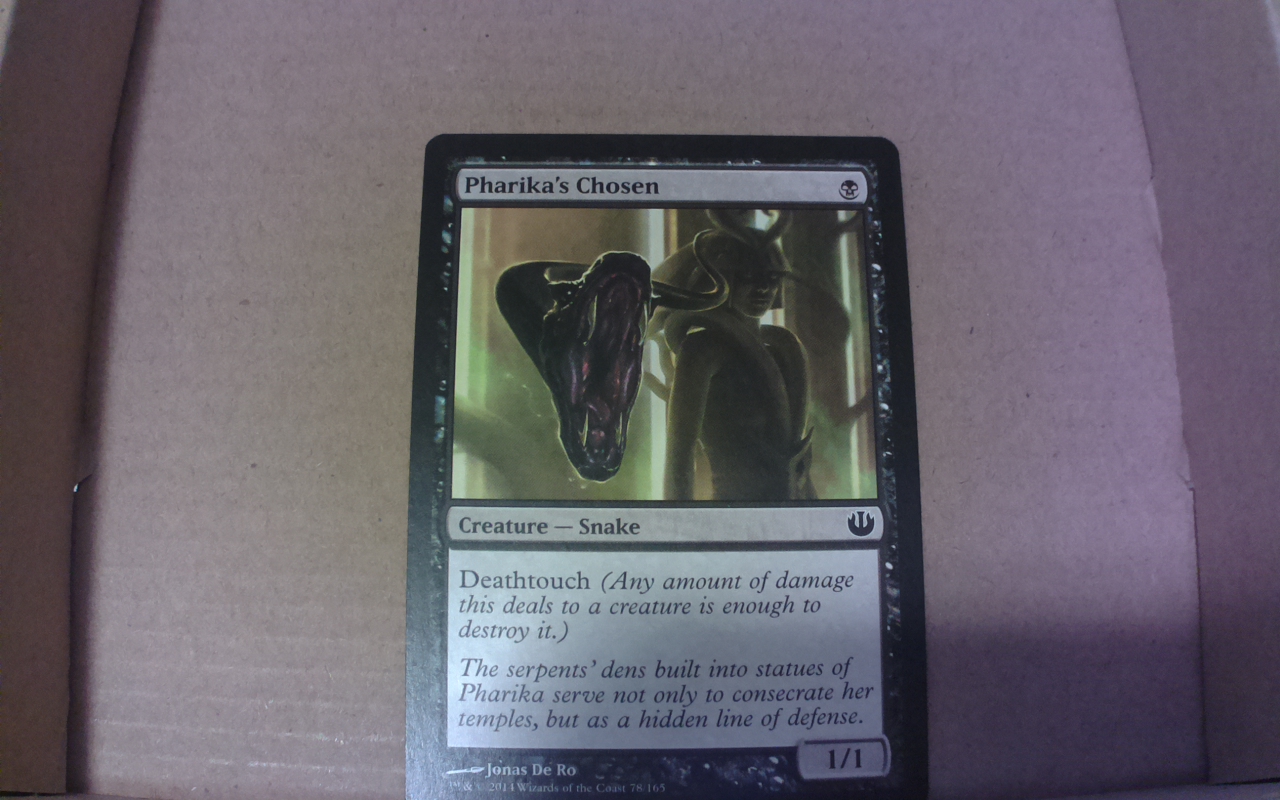 Pharika's Chosen
Creature — Snake
Deathtouch (Any amount of damage
this deals to a creature is enough to
destroy it.)
The serpents' dens built into statues of
Pharika serve not only to consecrate her
temples, but as a hidden line of defense.
1/1
Jonas De Ro
™ & © 2014 Wizards of the Coast 78/165